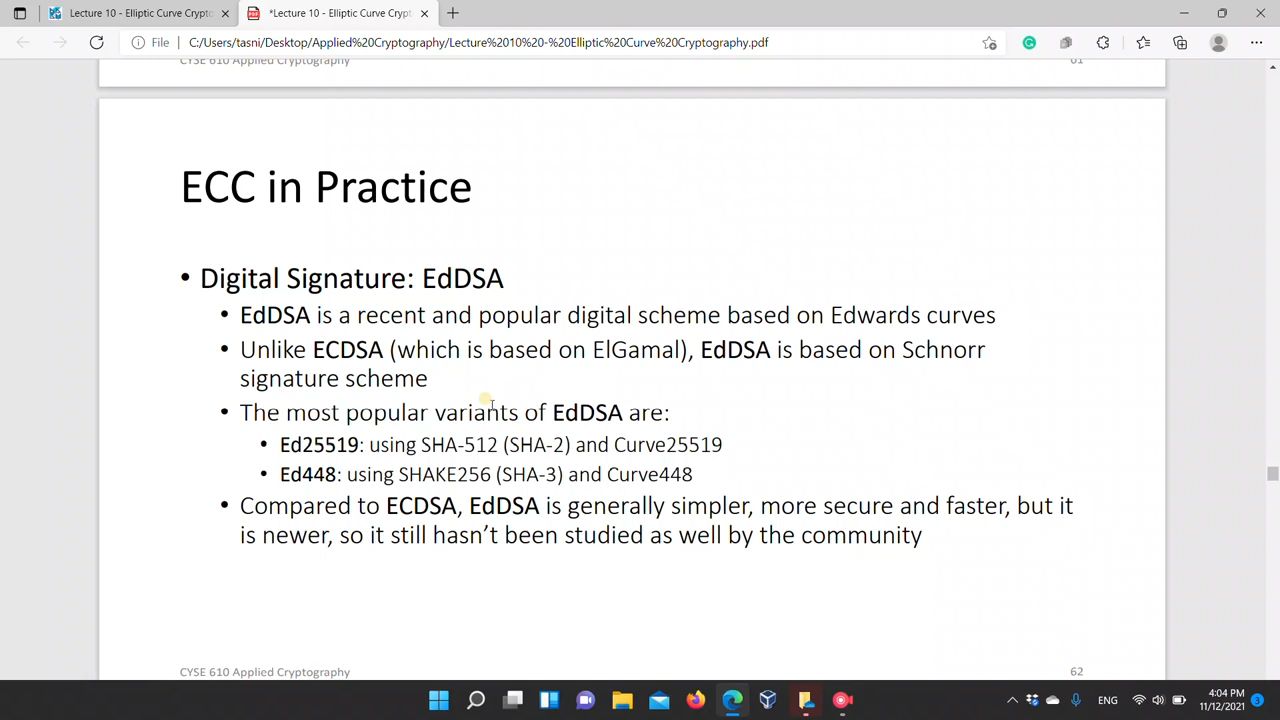 Lecture 10 - Elliptic Curve Crypto
*Lecture 10 - Elliptic Curve Crypt
File
C:/Users/tasni/Desktop/Applied%20Cryptography/Lecture%2010%20-%20Elliptic%20Curve%20Cryptography.pdf
CYSE 610 Applied Cryptography
61
ECC in Practice
• Digital Signature: EdDSA
• EdDSA is a recent and popular digital scheme based on Edwards curves
• Unlike ECDSA (which is based on ElGamal), EdDSA is based on Schnorr
signature scheme
• The most popular variants of EdDSA are:
• Ed25519: using SHA-512 (SHA-2) and Curve25519
• Ed448: using SHAKE256 (SHA-3) and Curve448
• Compared to ECDSA, EdDSA is generally simpler, more secure and faster, but it
is newer, so it still hasn't been studied as well by the community
CYSE 610 Applied Cryptography
62
ENG
4:04 PM
11/12/2021
3